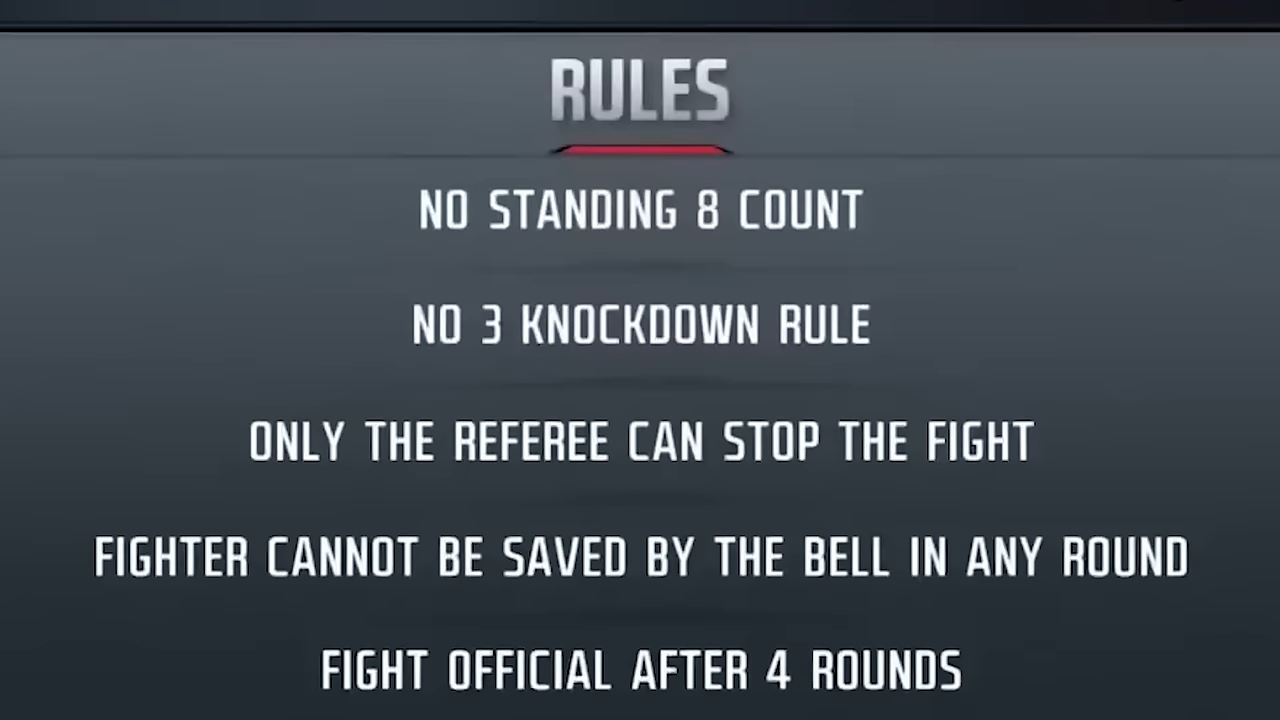 RULES
NO STANDING 8 COUNT
NO 3 KNOCKDOWN RULE
ONLY THE REFEREE CAN STOP THE FIGHT
FIGHTER CANNOT BE SAVED BY THE BELL IN ANY ROUND
FIGHT OFFICIAL AFTER 4 ROUNDS